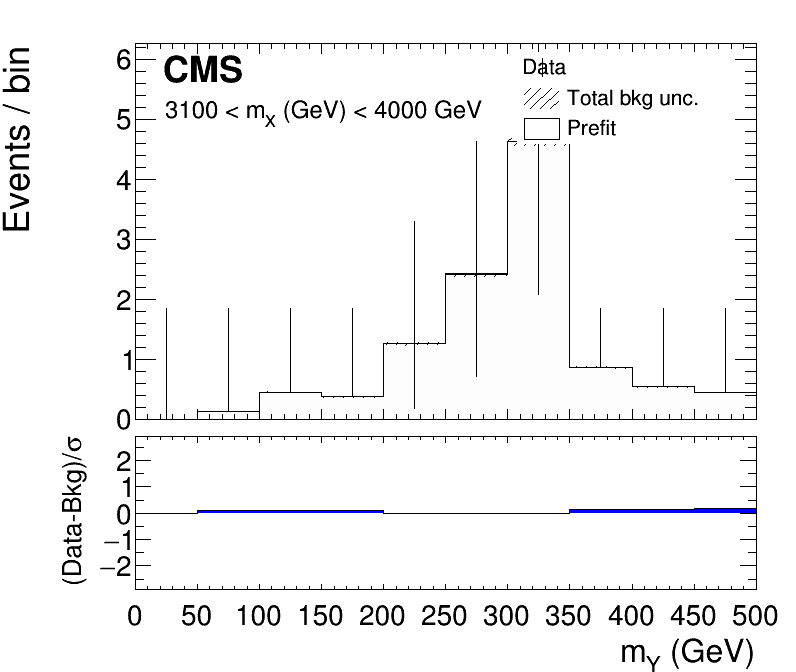 CMS
3100 < mX (GeV) < 4000 GeV
Data
Total bkg unc.
Prefit
Events / bin
6
5
4
3
2
1
0
(Data-Bkg)/σ
2
1
0
−1
−2
0 50 100 150 200 250 300 350 400 450 500
mY (GeV)